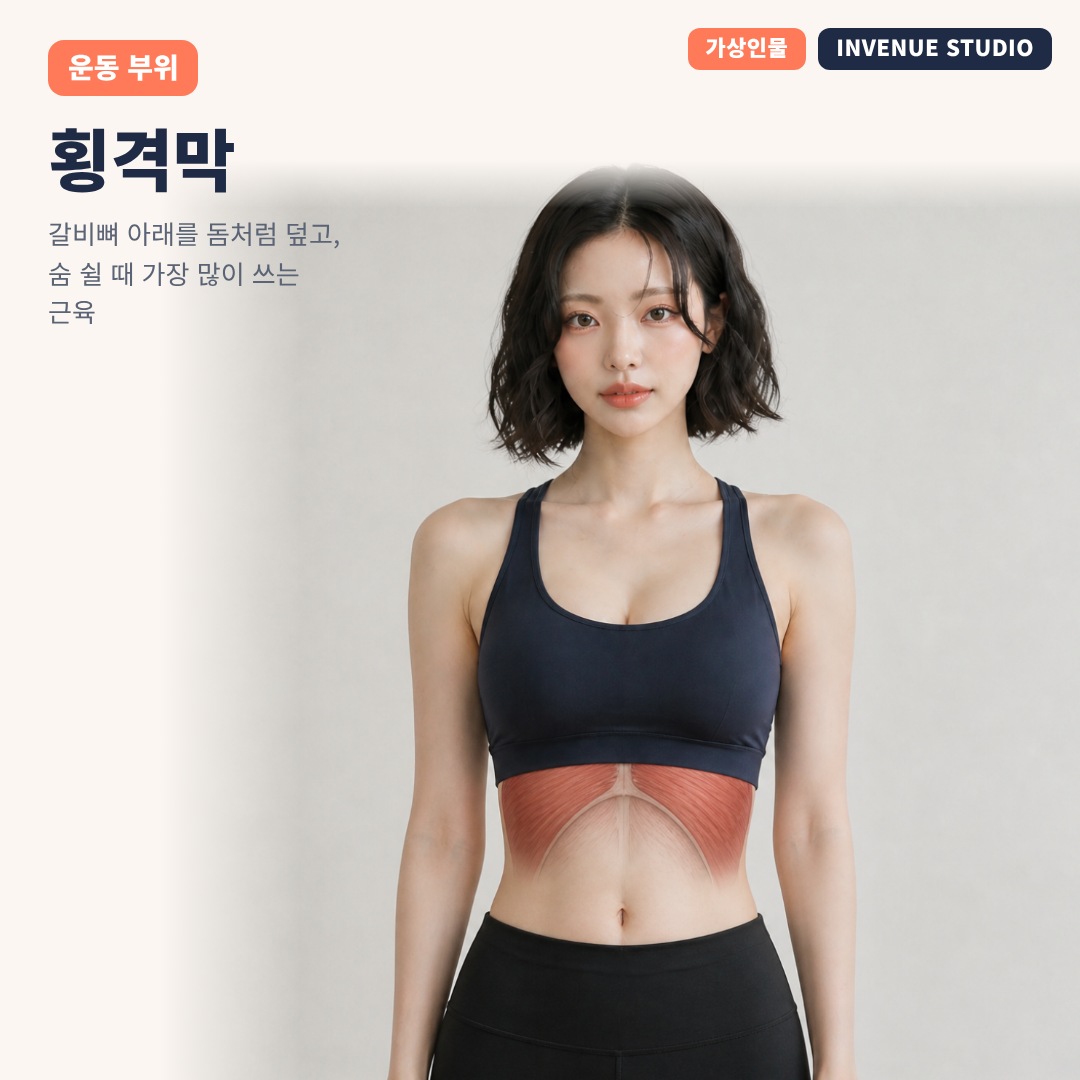 운동 부위
가상인물
INVENUE STUDIO
횡격막
갈비뼈 아래를 돔처럼 덮고,
숨 쉴 때 가장 많이 쓰는
근육